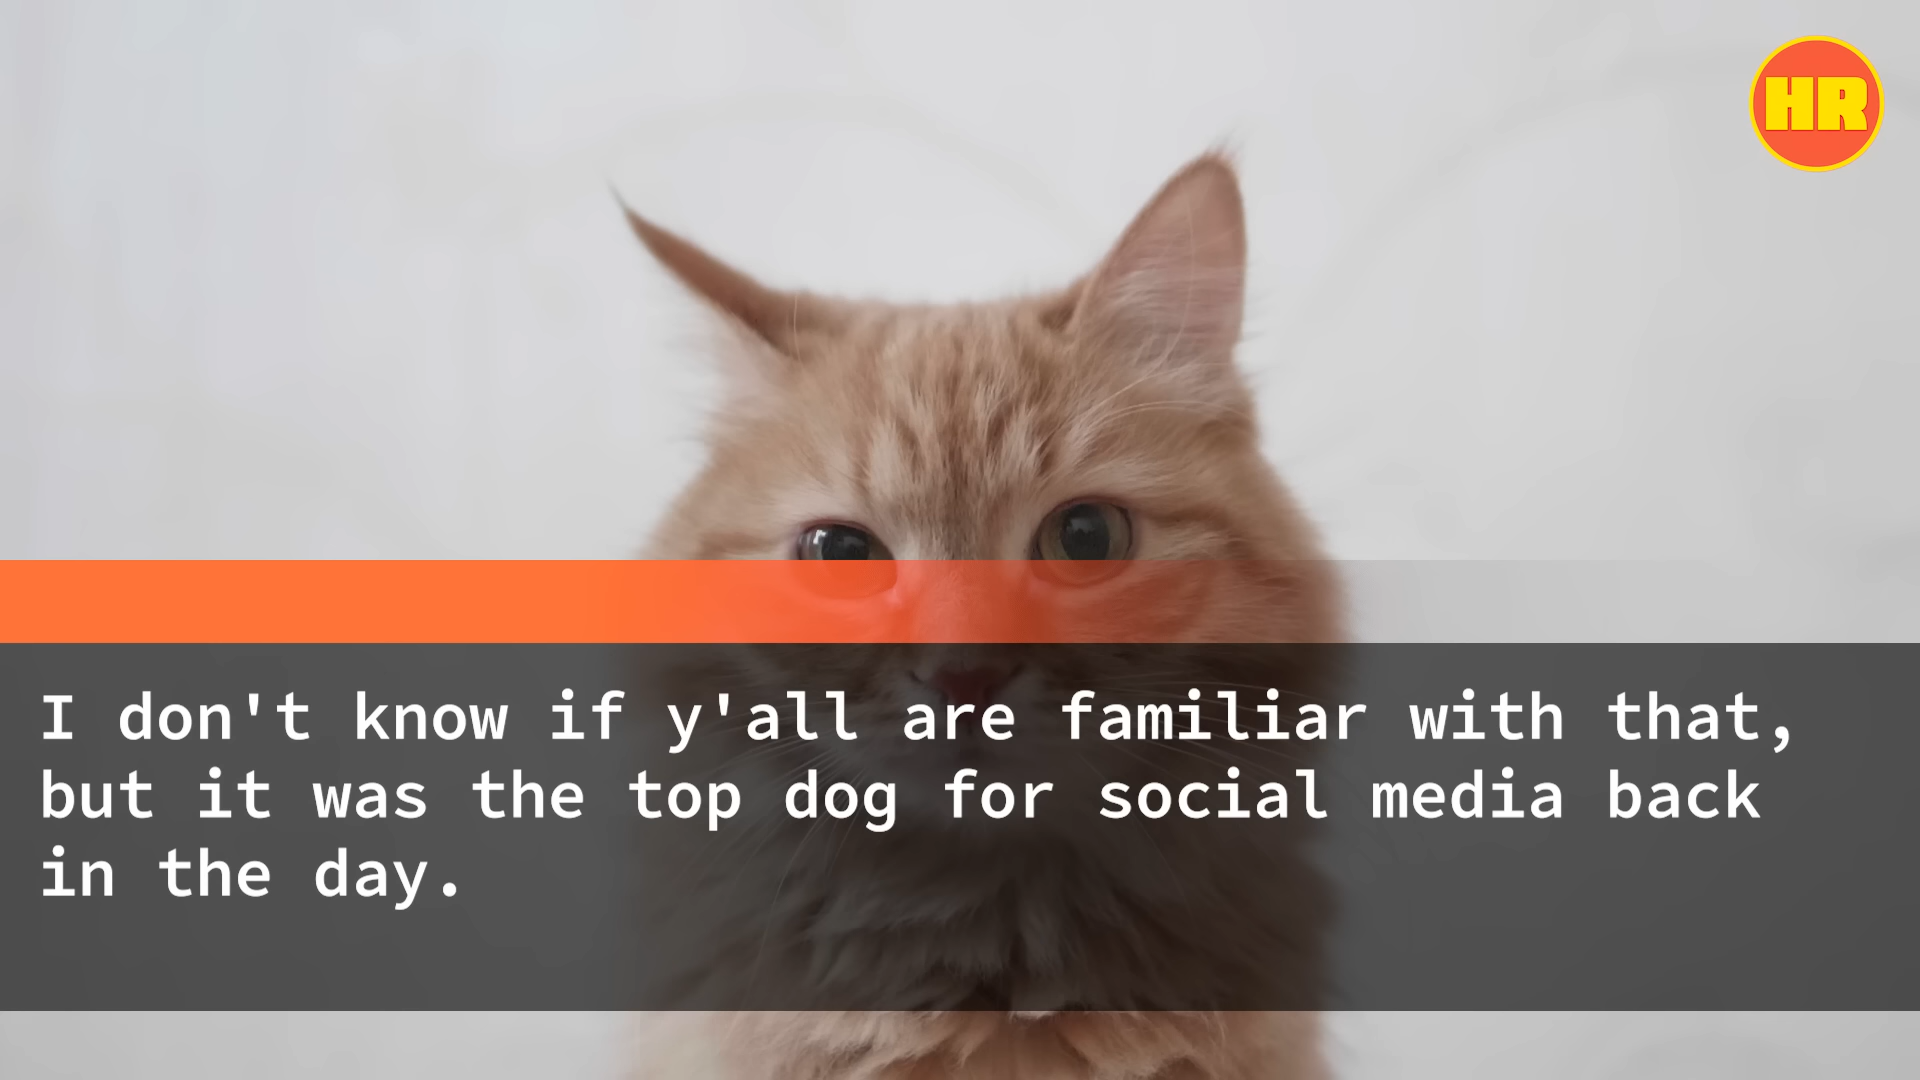 HR
I don't know if y'all are familiar with that,
but it was the top dog for social media back
in the day.